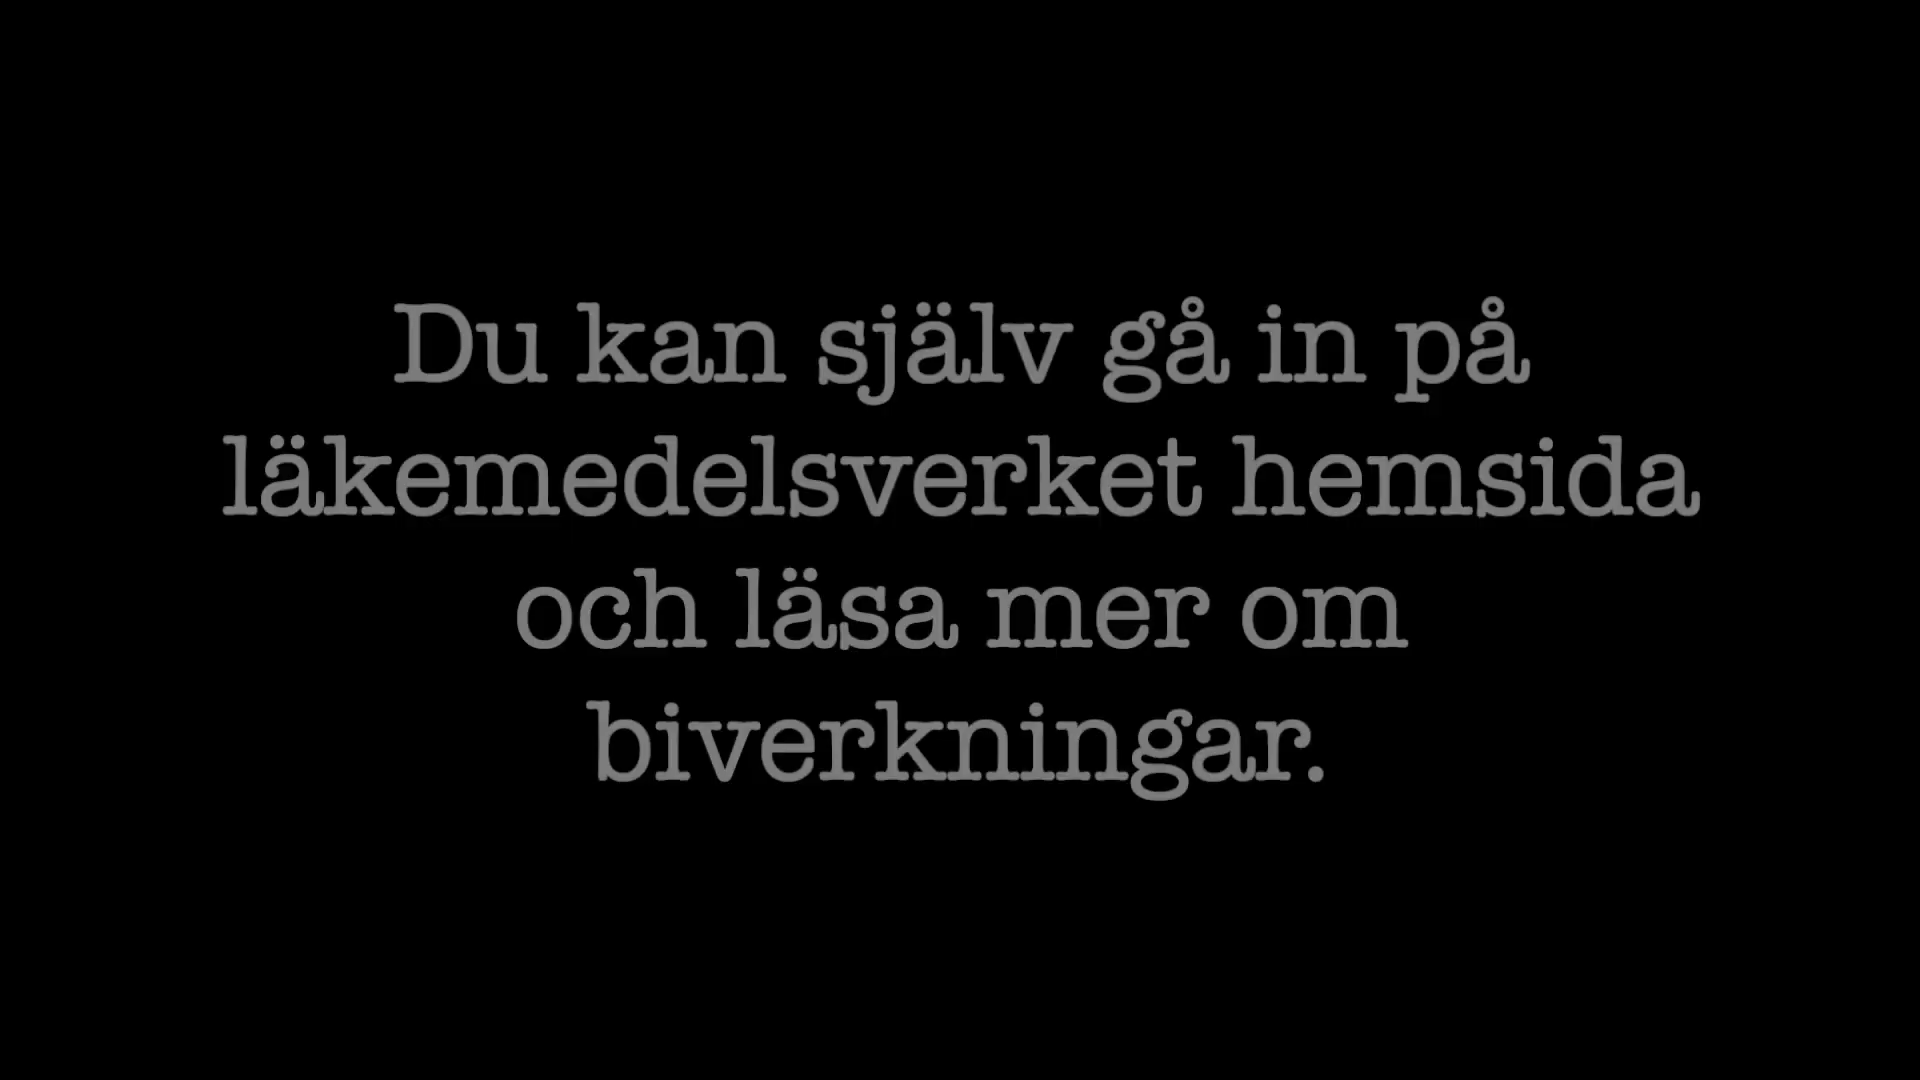 Du kan själv gå in på
läkemedelsverket hemsida
och läsa mer om
biverkningar.